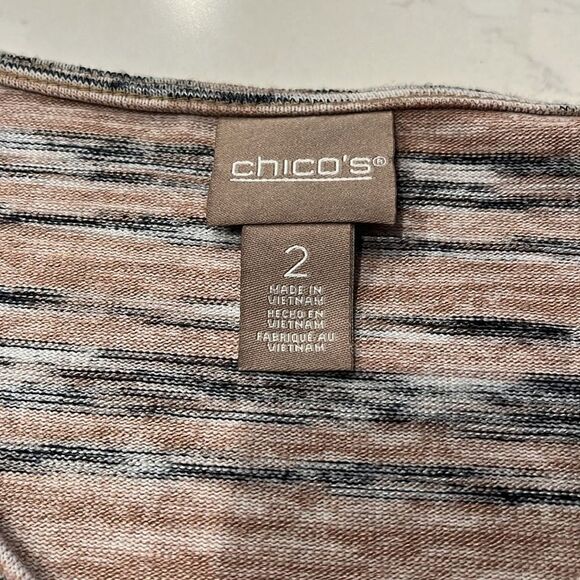 chico's®
2
MADE IN
VIETNAM
HECHO EN
VIETNAM
FABRIQUÉ AU
VIETNAM